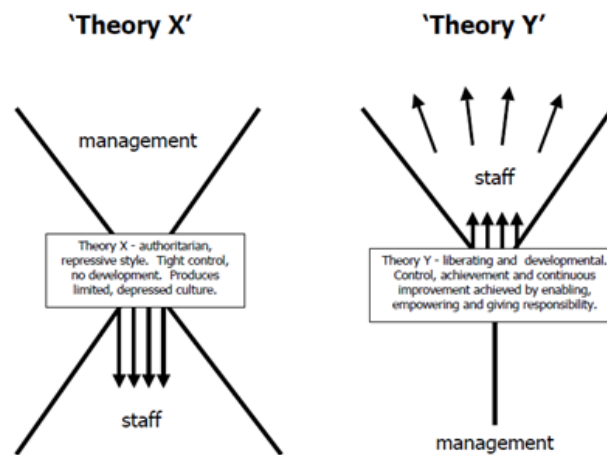 'Theory X'
management
Theory X - authoritarian,
repressive style. Tight control,
no development. Produces
limited, depressed culture.
staff
'Theory Y'
staff
Theory Y - liberating and developmental.
Control, achievement and continuous
improvement achieved by enabling,
empowering and giving responsibility.
management